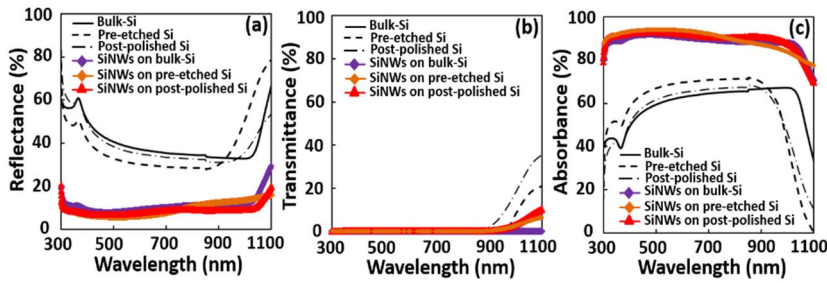 (a)
Bulk-Si
Pre-etched Si
Post-polished Si
SiNWs on bulk-Si
SiNWs on pre-etched Si
SiNWs on post-polished Si
Reflectance (%)
100
80
60
40
20
0
300
500
700
900
1100
Wavelength (nm)
(b)
Bulk-Si
Pre-etched Si
Post-polished Si
SiNWs on bulk-Si
SiNWs on pre-etched Si
SiNWs on post-polished Si
Transmittance (%)
100
80
60
40
20
0
300
500
700
900
1100
Wavelength (nm)
(c)
Absorbance (%)
100
80
60
40
20
0
Bulk-Si
Pre-etched Si
Post-polished Si
SiNWs on bulk-Si
SiNWs on pre-etched Si
SiNWs on post-polished Si
300
500
700
900
1100
Wavelength (nm)